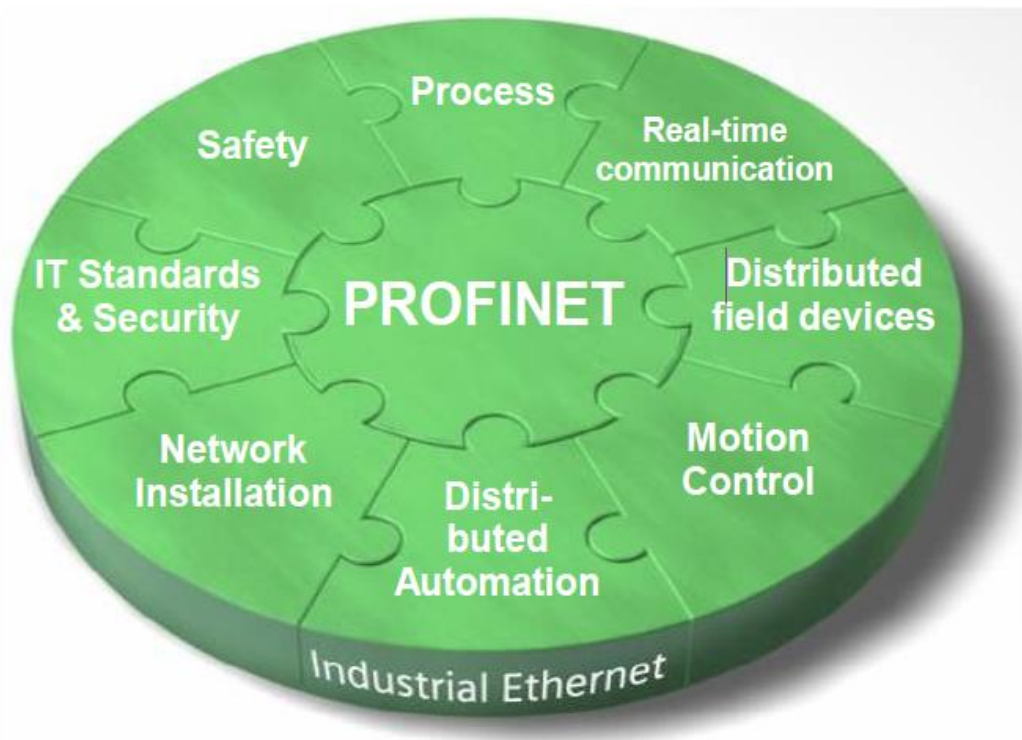 Process
Real-time
communication
Safety
Distributed
field devices
IT Standards
& Security
PROFINET
Motion
Control
Network
Installation
Distri-
buted
Automation
Industrial Ethernet